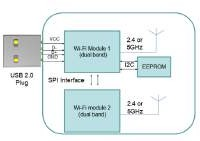 VCC
D-
D+
GND
USB 2.0
Plug
Wi-Fi Module 1
(dual band)
2.4 or
5GHz
I2C
EEPROM
SPI Interface
Wi-Fi module 2
(dual band)
2.4 or
5GHz